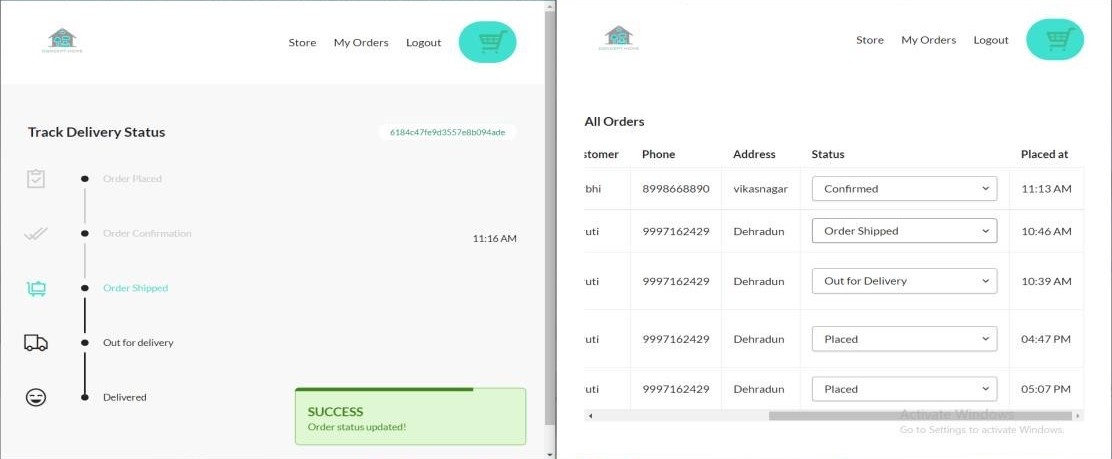 CONCEPT HOME
Store My Orders Logout
Track Delivery Status
6184c47fe9d3557e8b094ade
Order Placed
Order Confirmation
11:16 AM
Order Shipped
Out for delivery
Delivered
SUCCESS
Order status updated!
CONCEPT HOME
Store My Orders Logout
All Orders
stomer Phone Address Status Placed at
bhi 8998668890 vikasnagar Confirmed 11:13 AM
uti 9997162429 Dehradun Order Shipped 10:46 AM
uti 9997162429 Dehradun Out for Delivery 10:39 AM
uti 9997162429 Dehradun Placed 04:47 PM
uti 9997162429 Dehradun Placed 05:07 PM
Activate Windows
Go to Settings to activate Windows.